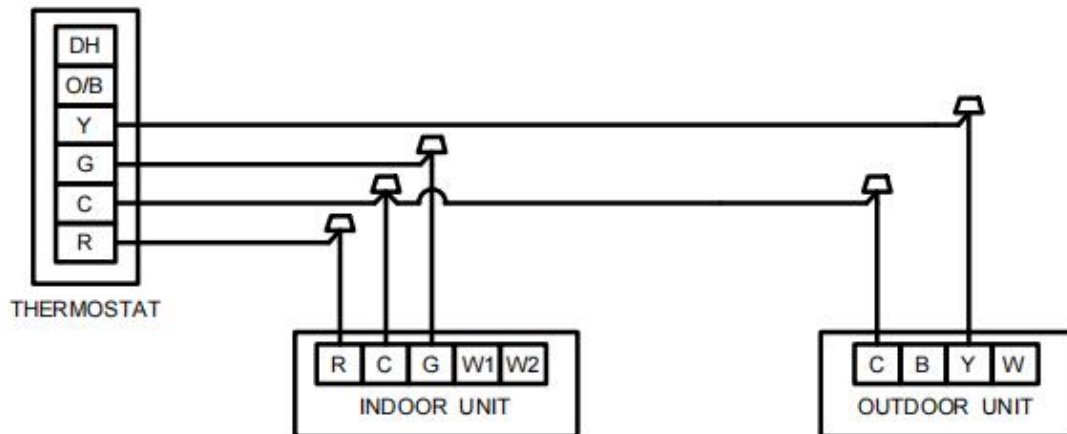 DH
O/B
Y
G
C
R
THERMOSTAT
R C G W1 W2
INDOOR UNIT
C B Y W
OUTDOOR UNIT